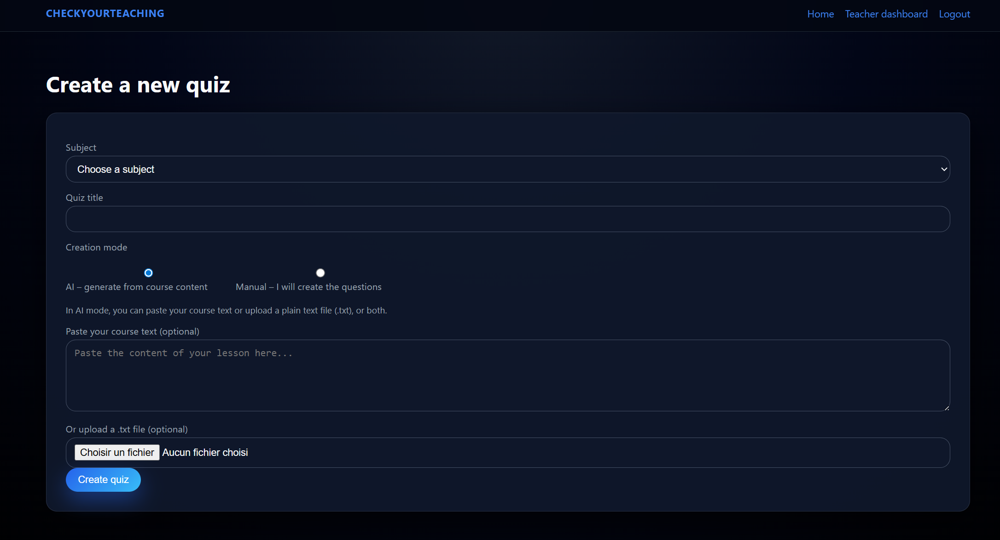 CHECKYOURTEACHING
Home Teacher dashboard Logout
Create a new quiz
Subject
Choose a subject
Quiz title
Creation mode
AI – generate from course content Manual – I will create the questions
In AI mode, you can paste your course text or upload a plain text file (.txt), or both.
Paste your course text (optional)
Paste the content of your lesson here...
Or upload a .txt file (optional)
Choisir un fichier Aucun fichier choisi
Create quiz